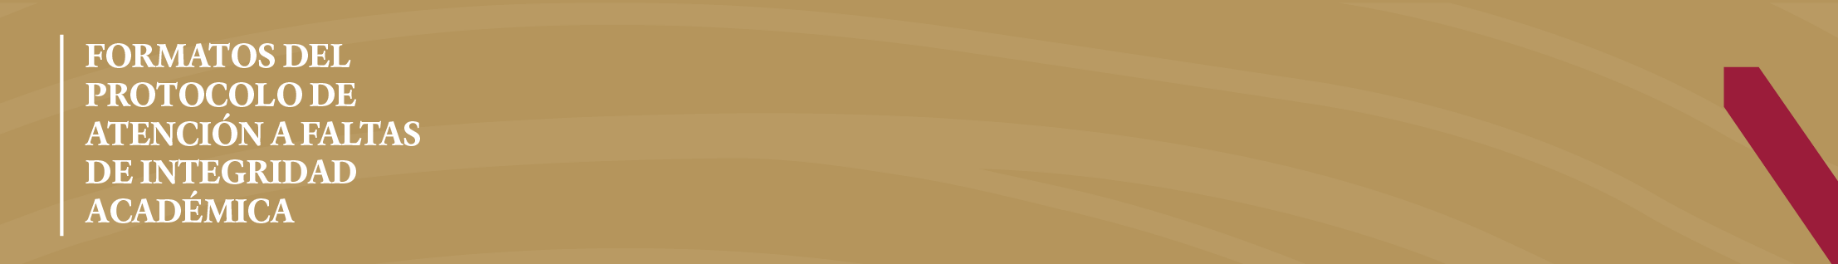 FORMATOS DEL
PROTOCOLO DE
ATENCIÓN A FALTAS
DE INTEGRIDAD
ACADÉMICA